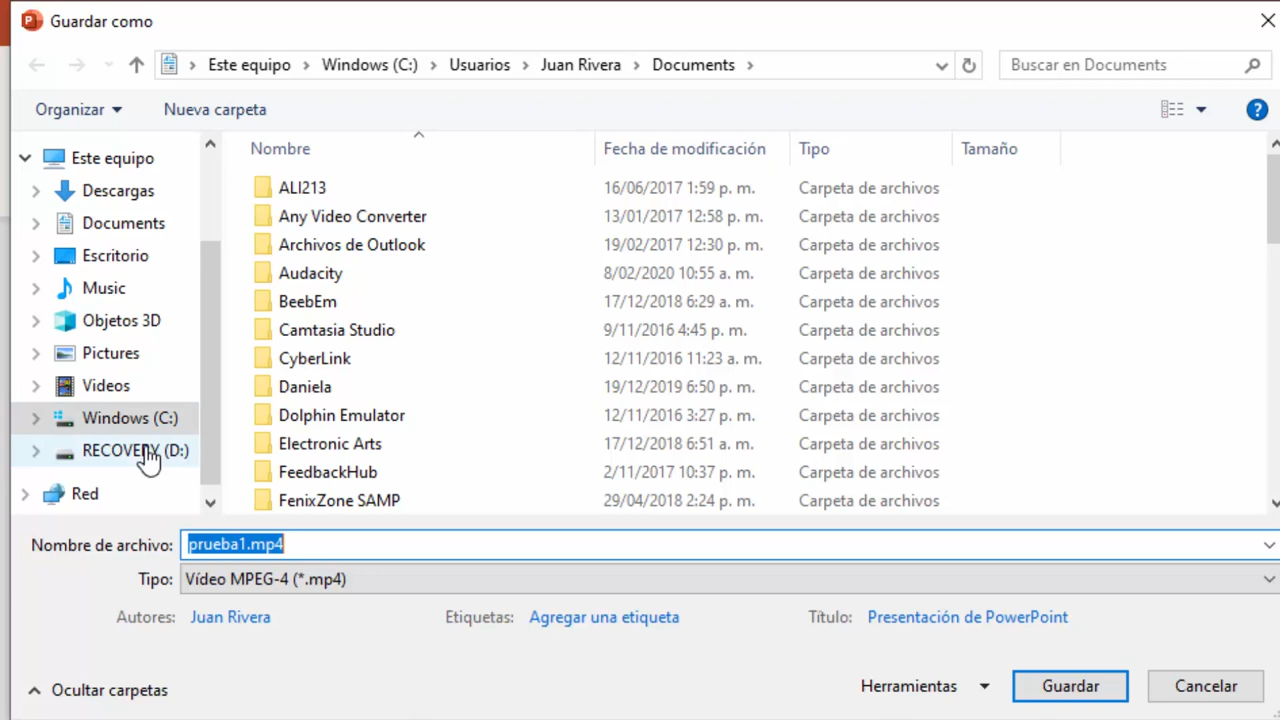 Guardar como
Este equipo Windows (C:) Usuarios Juan Rivera Documents Buscar en Documents
Organizar Nueva carpeta ?
Nombre Fecha de modificación Tipo Tamaño
Este equipo
Descargas
Documents
Escritorio
Music
Objetos 3D
Pictures
Videos
Windows (C:)
RECOVERY (D:)
Red
ALI213 16/06/2017 1:59 p. m. Carpeta de archivos
Any Video Converter 13/01/2017 12:58 p. m. Carpeta de archivos
Archivos de Outlook 19/02/2017 12:30 p. m. Carpeta de archivos
Audacity 8/02/2020 10:55 a. m. Carpeta de archivos
BeebEm 17/12/2018 6:29 a. m. Carpeta de archivos
Camtasia Studio 9/11/2016 4:45 p. m. Carpeta de archivos
CyberLink 12/11/2016 11:23 a. m. Carpeta de archivos
Daniela 19/12/2019 6:50 p. m. Carpeta de archivos
Dolphin Emulator 12/11/2016 3:27 p. m. Carpeta de archivos
Electronic Arts 17/12/2018 6:51 a. m. Carpeta de archivos
FeedbackHub 2/11/2017 10:37 p. m. Carpeta de archivos
FenixZone SAMP 29/04/2018 2:24 p. m. Carpeta de archivos
Nombre de archivo: prueba1.mp4
Tipo: Vídeo MPEG-4 (*.mp4)
Autores: Juan Rivera Etiquetas: Agregar una etiqueta Título: Presentación de PowerPoint
Ocultar carpetas Herramientas Guardar Cancelar